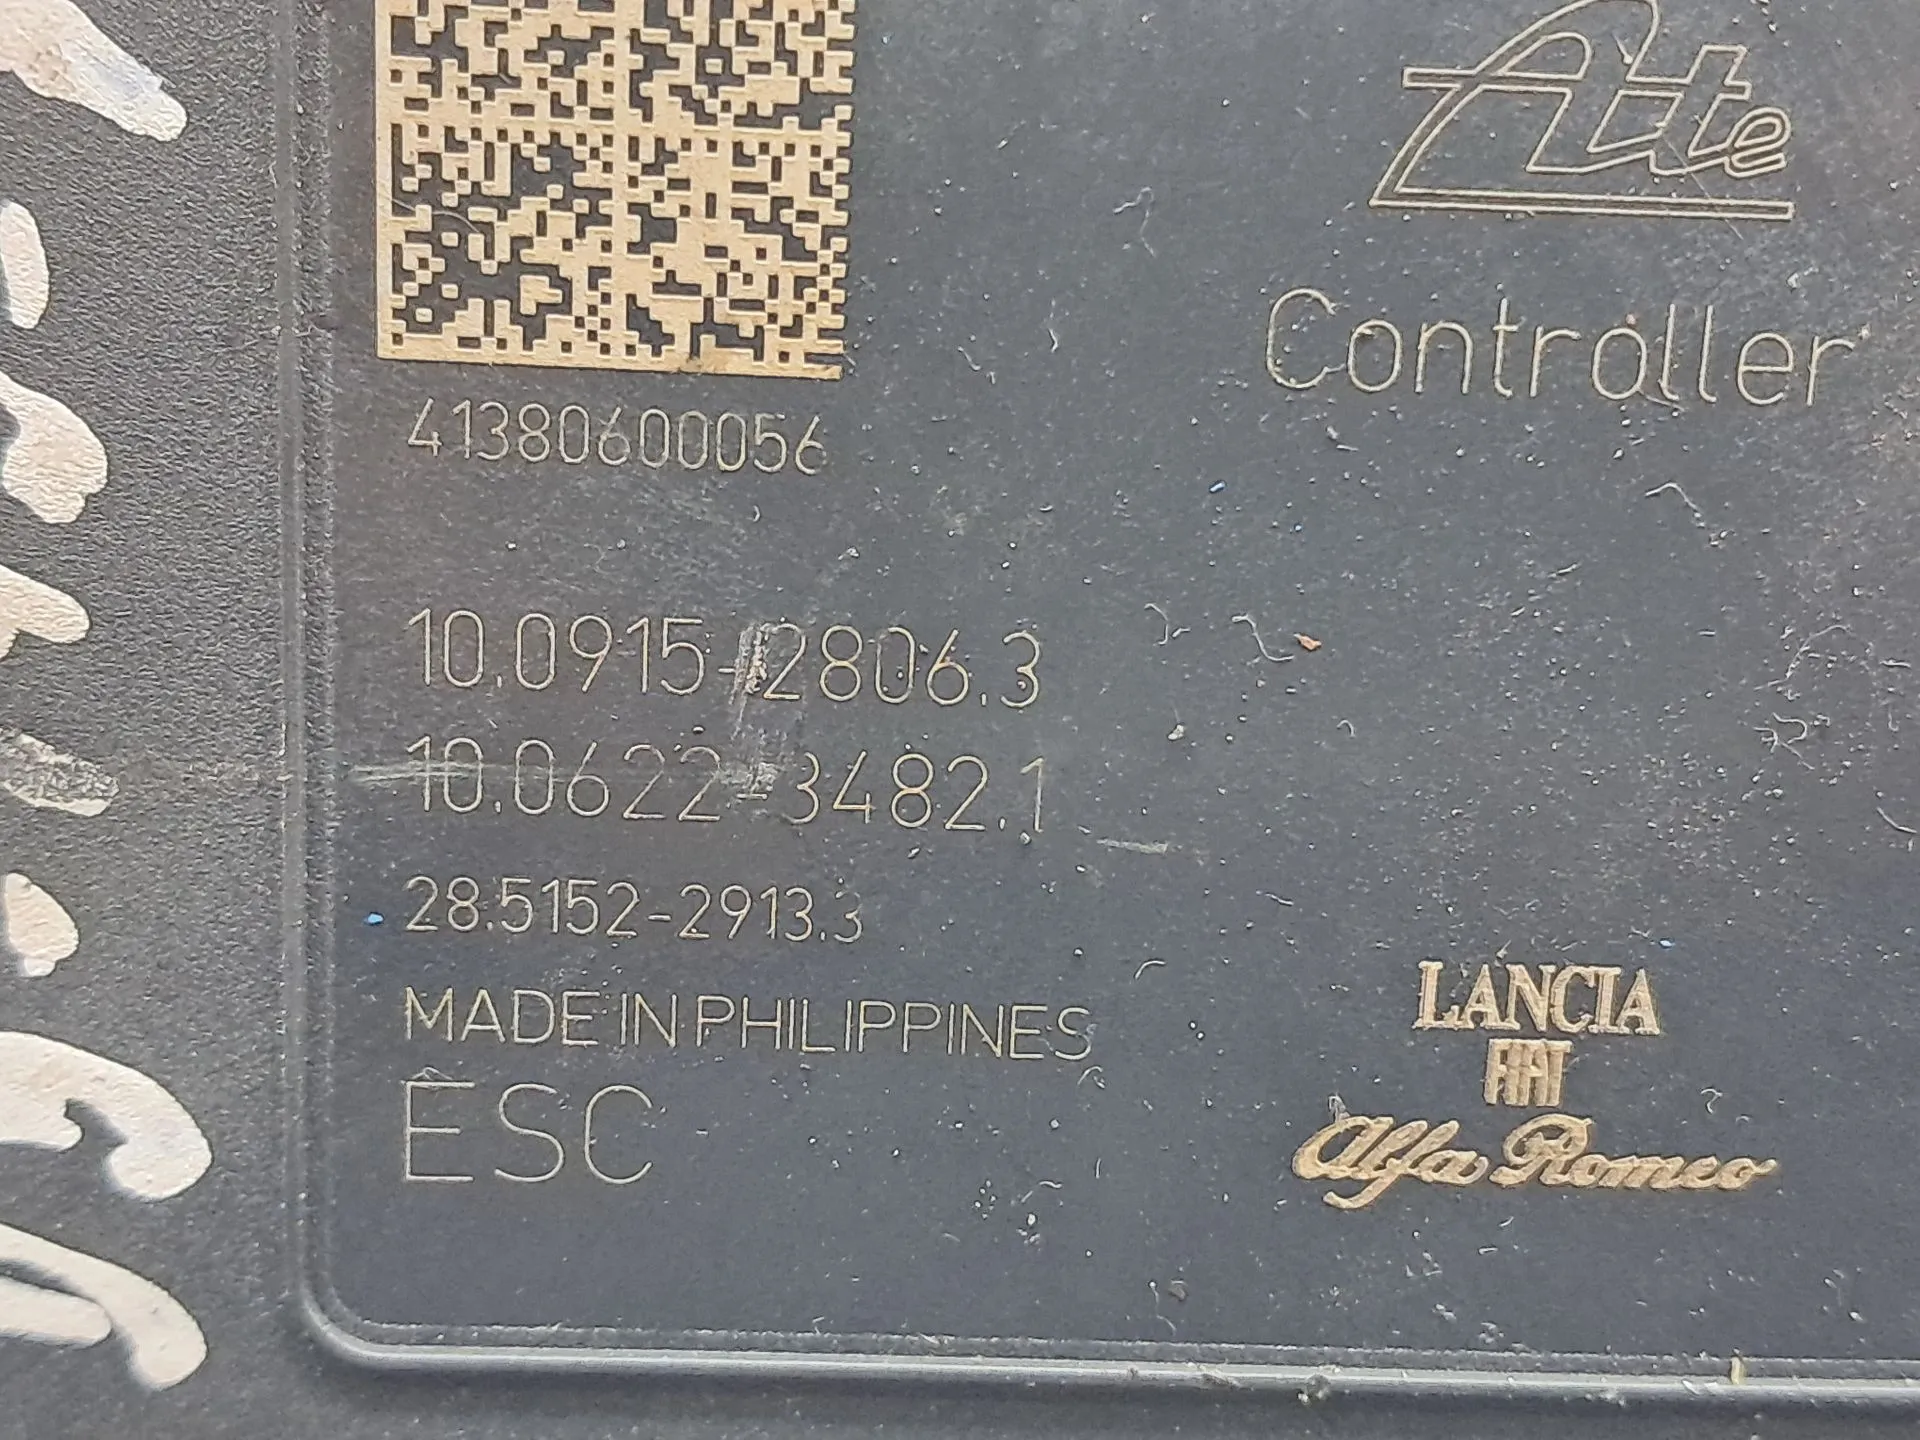 Ate
Controller
41380600056
10.0915-2806.3
10.0622-3482.1
28.5152-2913.3
MADE IN PHILIPPINES
ESC
LANCIA
FIAT
Alfa Romeo